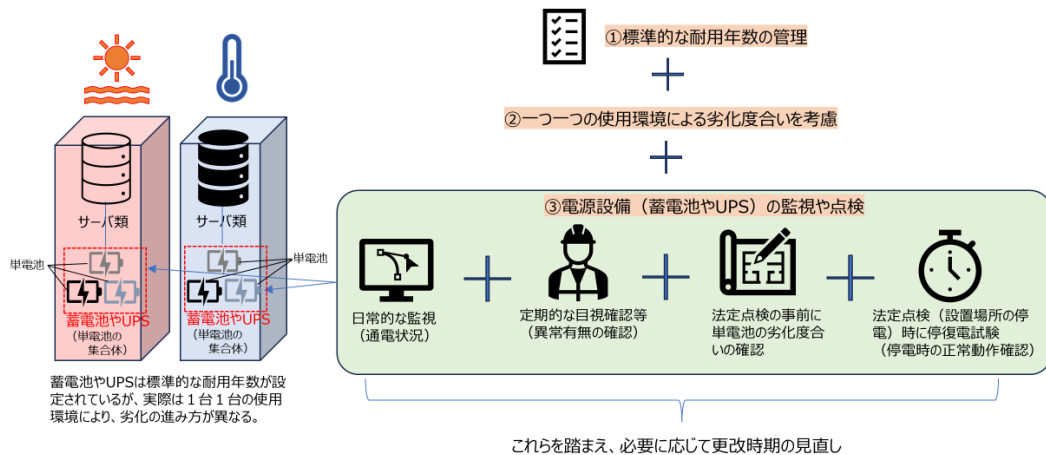 ①標準的な耐用年数の管理
②一つ一つの使用環境による劣化度合いを考慮
③電源設備（蓄電池やUPS）の監視や点検
サーバ類
サーバ類
単電池
単電池
蓄電池やUPS
（単電池の
集合体）
蓄電池やUPS
（単電池の
集合体）
蓄電池やUPSは標準的な耐用年数が設
定されているが、実際は１台１台の使用
環境により、劣化の進み方が異なる。
日常的な監視
（通電状況）
定期的な目視確認等
（異常有無の確認）
法定点検の事前に
単電池の劣化度合
いの確認
法定点検（設置場所の停
電）時に停復電試験
（停電時の正常動作確認）
これらを踏まえ、必要に応じて更改時期の見直し